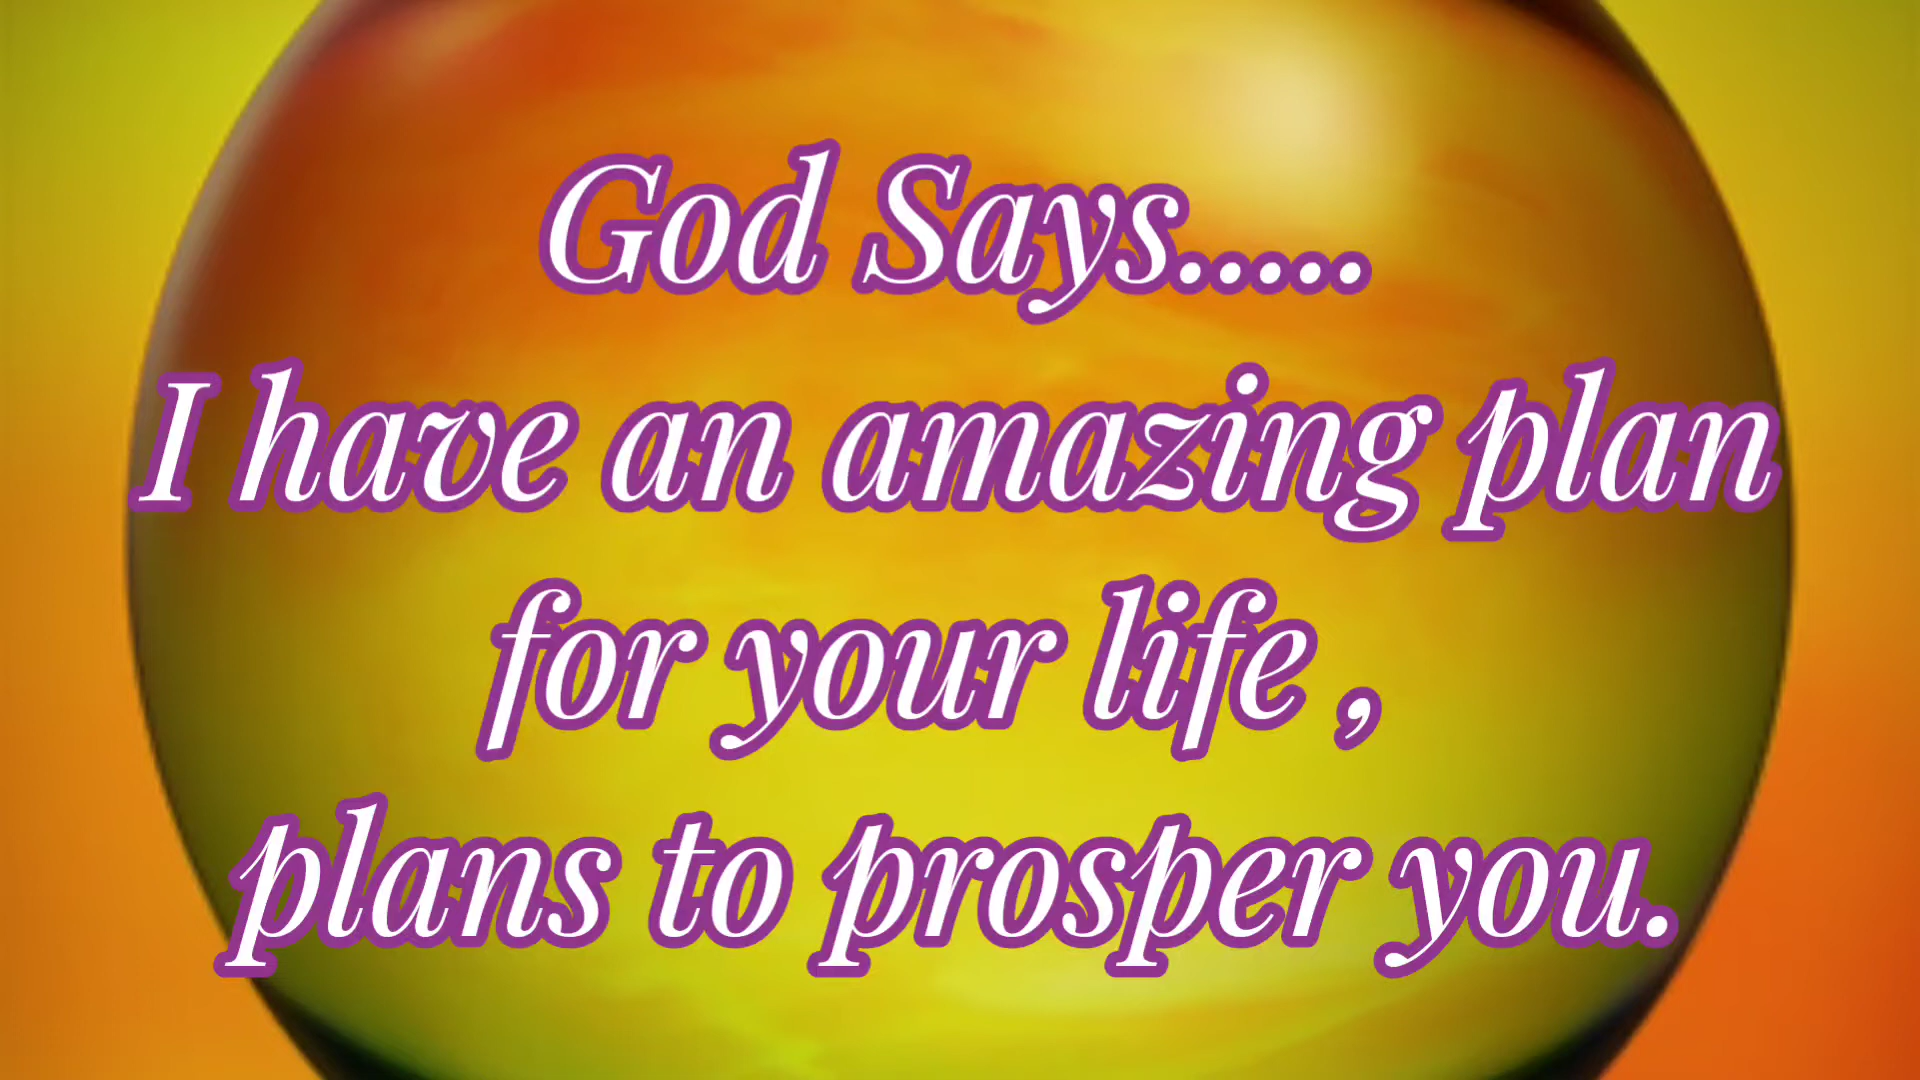 God Says.....
I have an amazing plan
for your life ,
plans to prosper you.